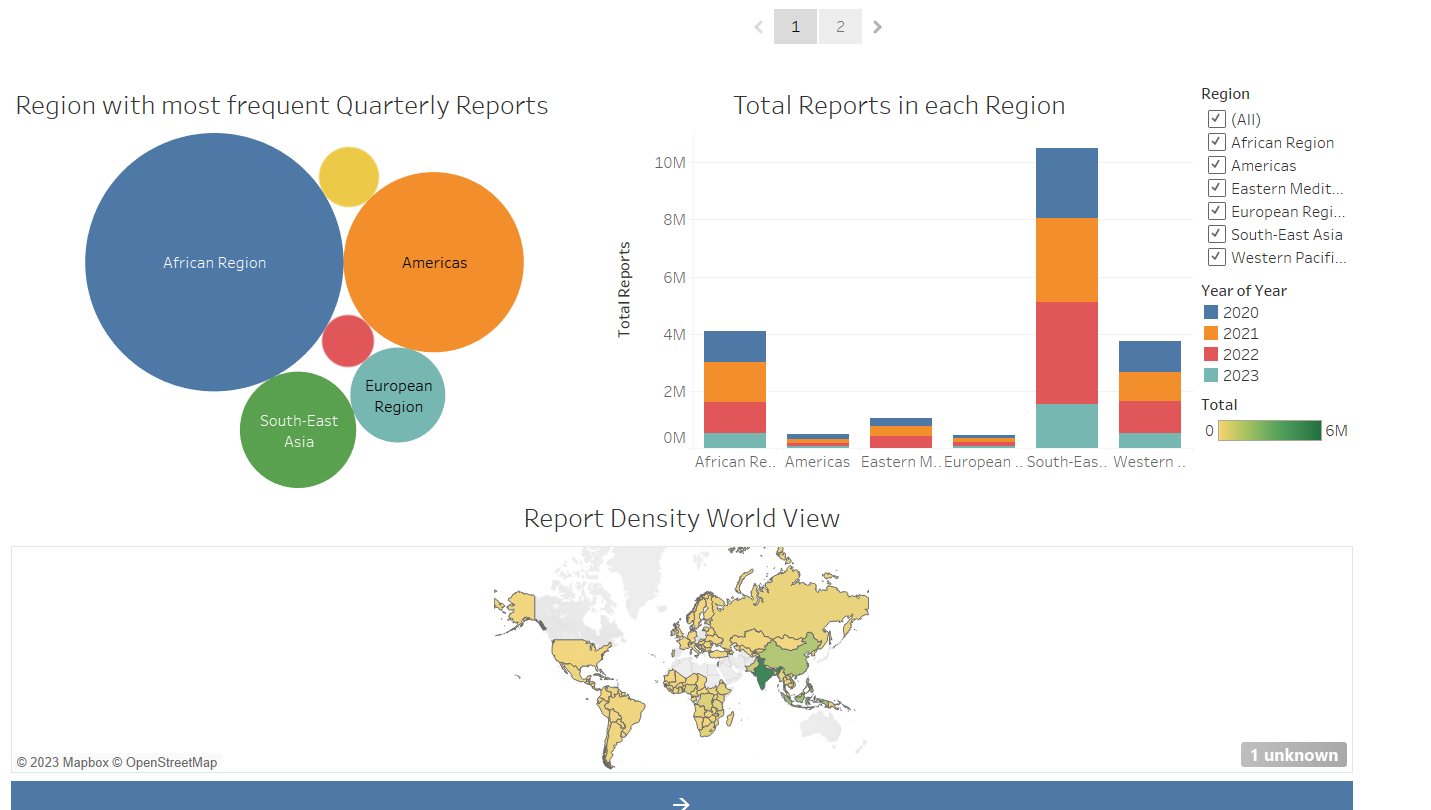 1
2
Region with most frequent Quarterly Reports
African Region
Americas
European
Region
South-East
Asia
Total Reports in each Region
Total Reports
10M
8M
6M
4M
2M
0M
African Re..
Americas
Eastern M..
European ..
South-Eas..
Western ..
Region
(All)
African Region
Americas
Eastern Medit...
European Regi...
South-East Asia
Western Pacifi...
Year of Year
2020
2021
2022
2023
Total
0
6M
Report Density World View
© 2023 Mapbox © OpenStreetMap
1 unknown